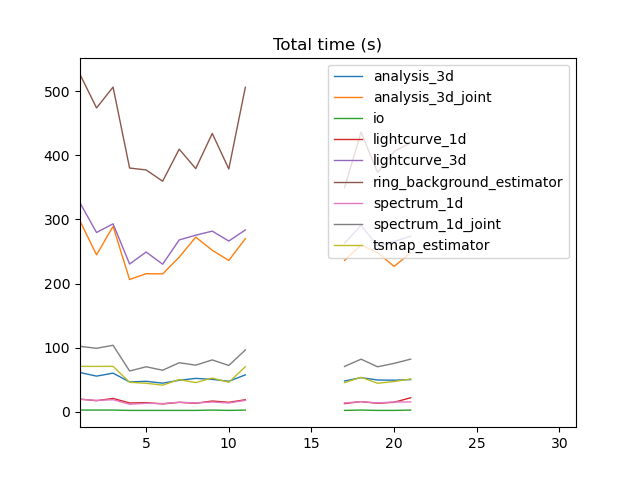 Total time (s)
500
400
300
200
100
0
5
10
15
20
25
30
analysis_3d
analysis_3d_joint
io
lightcurve_1d
lightcurve_3d
ring_background_estimator
spectrum_1d
spectrum_1d_joint
tsmap_estimator